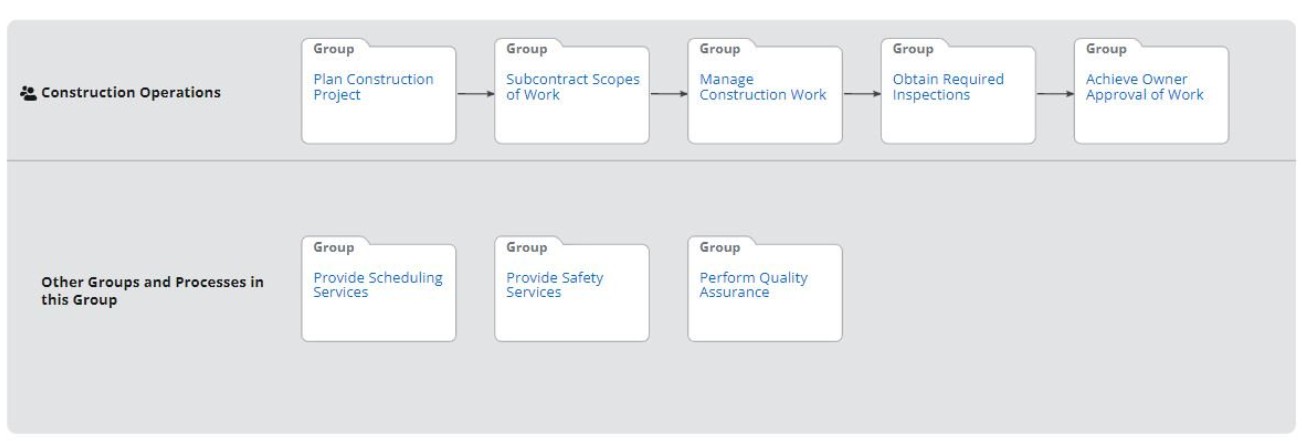 Construction Operations
Group
Plan Construction
Project
Group
Subcontract Scopes
of Work
Group
Manage
Construction Work
Group
Obtain Required
Inspections
Group
Achieve Owner
Approval of Work
Other Groups and Processes in
this Group
Group
Provide Scheduling
Services
Group
Provide Safety
Services
Group
Perform Quality
Assurance